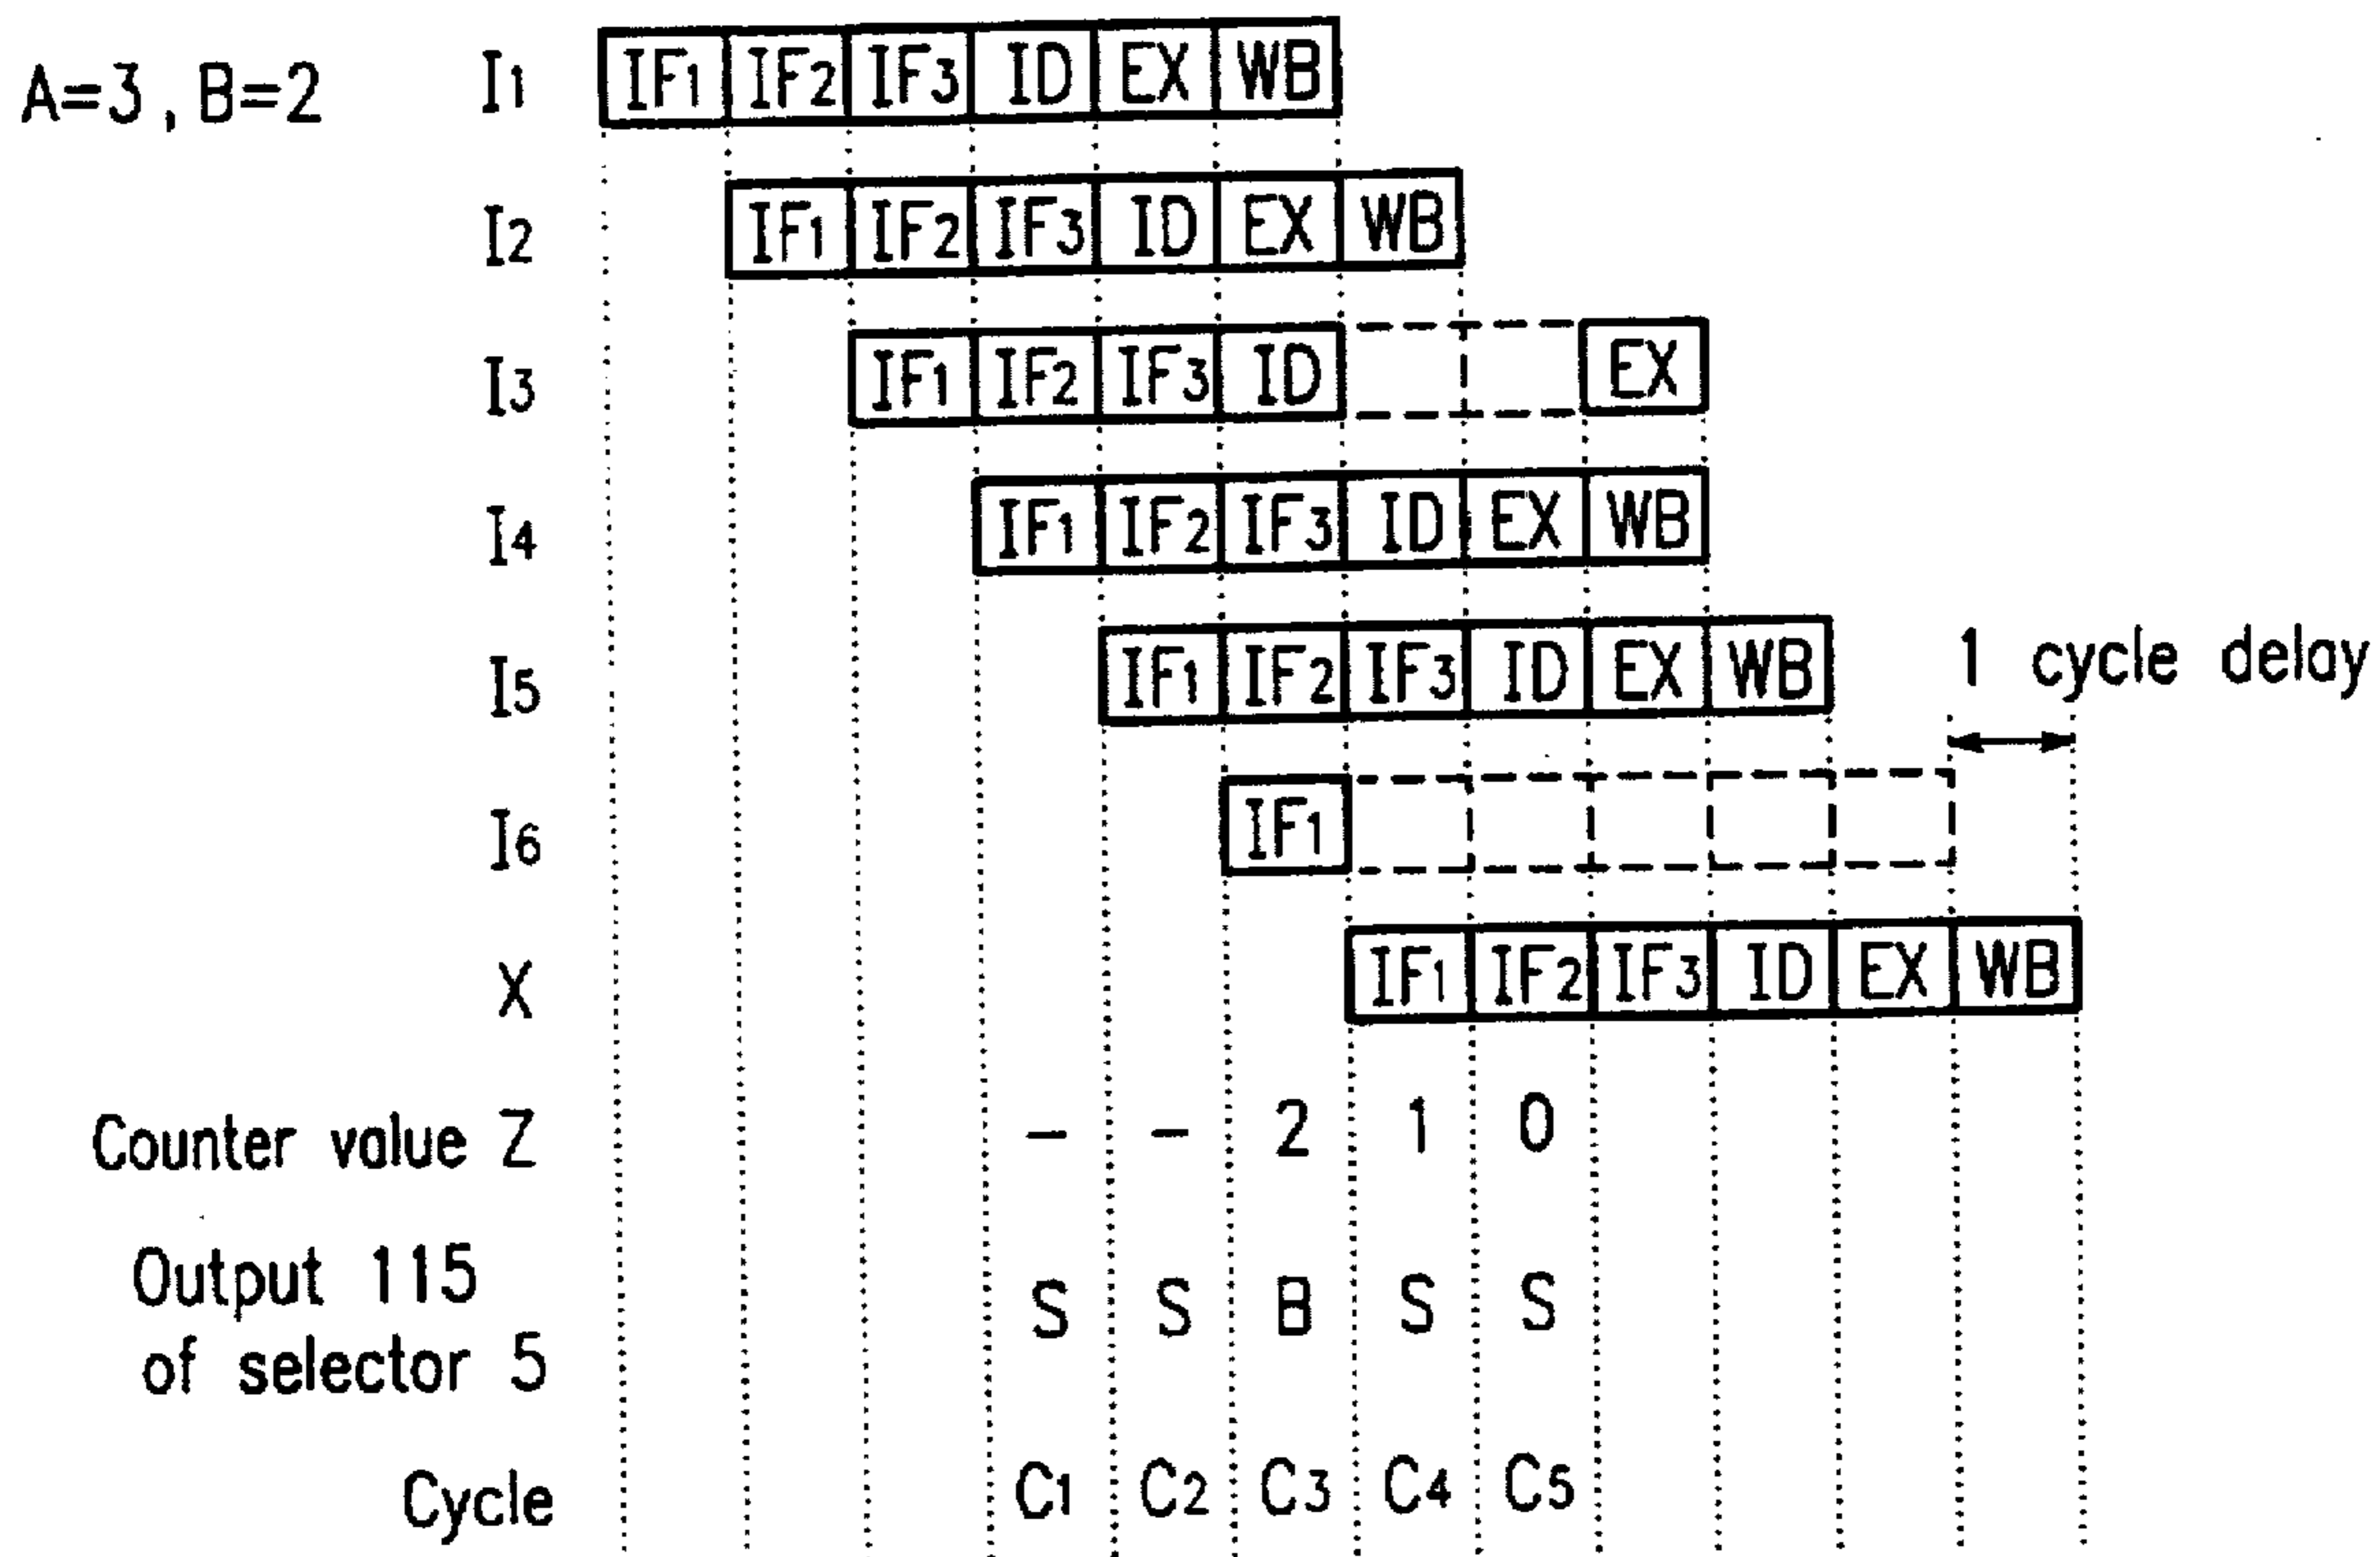 A=3, B=2 I1 IF1 IF2 IF3 ID EX WB
I2 IF1 IF2 IF3 ID EX WB
I3 IF1 IF2 IF3 ID EX
I4 IF1 IF2 IF3 ID EX WB
I5 IF1 IF2 IF3 ID EX WB 1 cycle delay
I6 IF1
X IF1 IF2 IF3 ID EX WB
Counter value Z – – 2 1 0
Output 115
of selector 5 S S B S S
Cycle C1 C2 C3 C4 C5